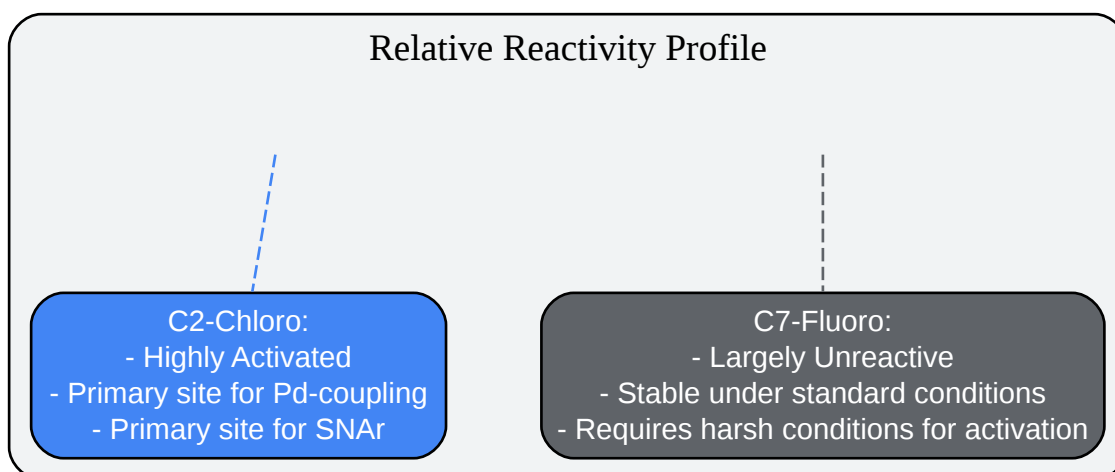 Relative Reactivity Profile
C2-Chloro:
- Highly Activated
- Primary site for Pd-coupling
- Primary site for SNAr
C7-Fluoro:
- Largely Unreactive
- Stable under standard conditions
- Requires harsh conditions for activation